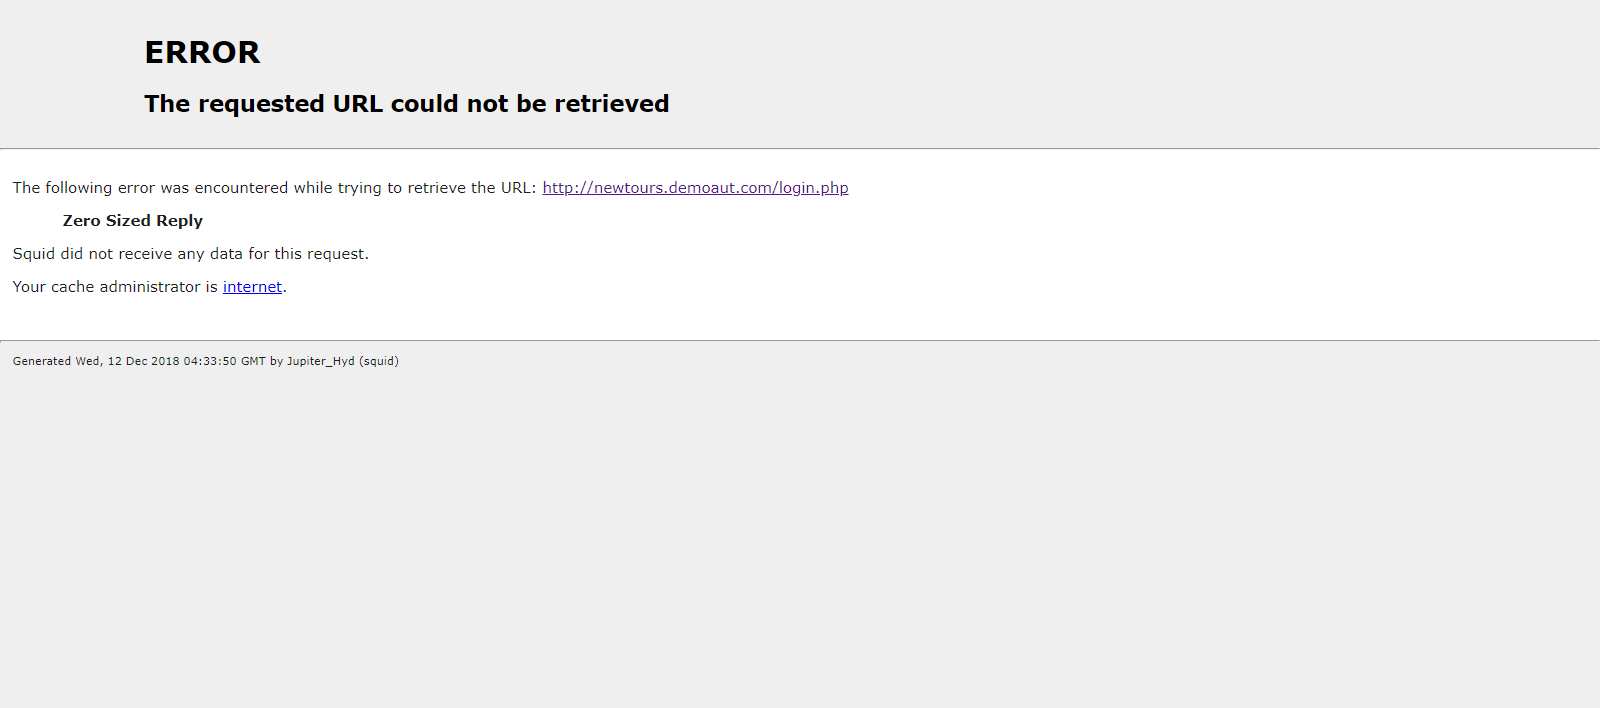 ERROR
The requested URL could not be retrieved
The following error was encountered while trying to retrieve the URL: http://newtours.demoaut.com/login.php
Zero Sized Reply
Squid did not receive any data for this request.
Your cache administrator is internet.
Generated Wed, 12 Dec 2018 04:33:50 GMT by Jupiter_Hyd (squid)